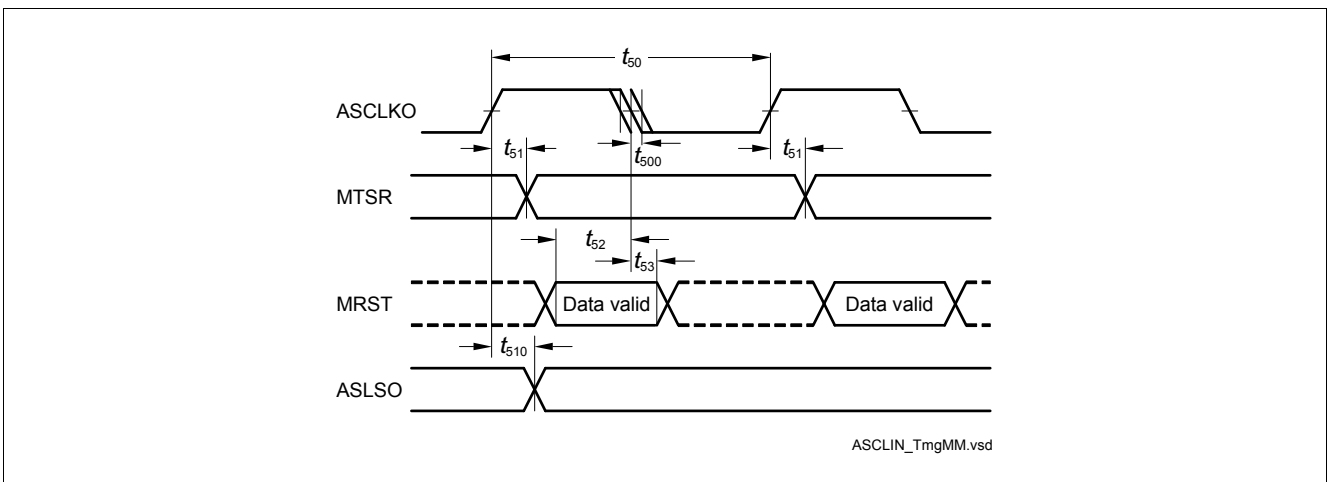 t50
ASCLKO
t51 t500 t51
MTSR
t52
t53
MRST Data valid Data valid
t510
ASLSO
ASCLIN_TmgMM.vsd